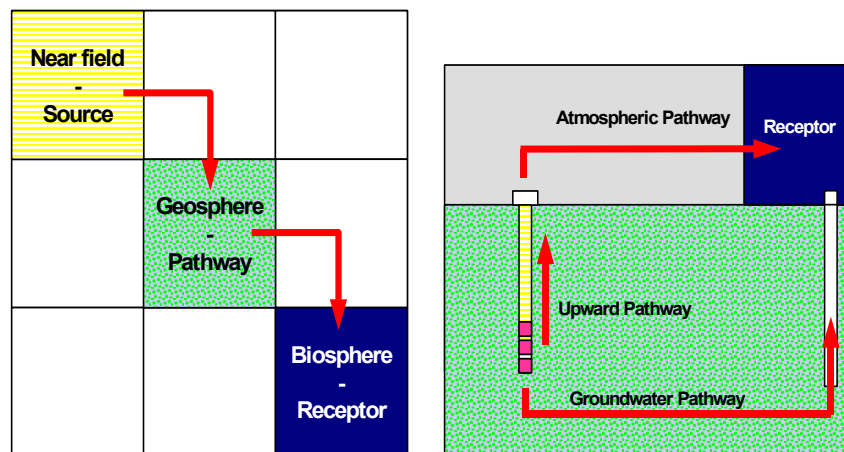 Near field
-
Source
Geosphere
-
Pathway
Biosphere
-
Receptor
Atmospheric Pathway
Receptor
Upward Pathway
Groundwater Pathway